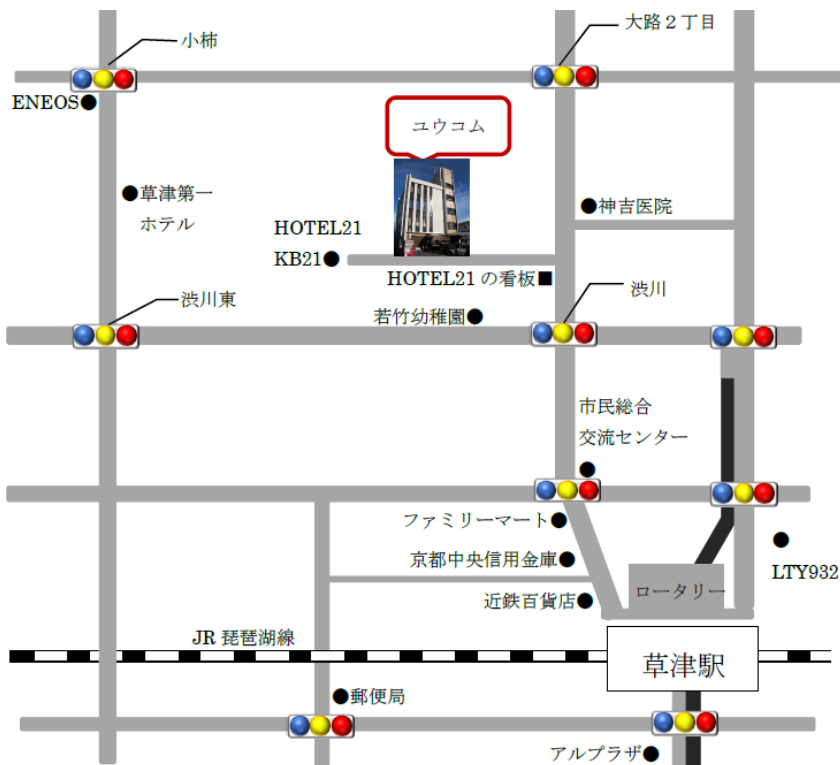 小柿
大路２丁目
ENEOS●
ユウコム
●草津第一
ホテル
●神吉医院
HOTEL21
KB21●
HOTEL21 の看板■
渋川東
渋川
若竹幼稚園●
市民総合
交流センター
●
ファミリーマート●
京都中央信用金庫●
●
LTY932
近鉄百貨店●
ロータリー
JR 琵琶湖線
草津駅
●郵便局
アルプラザ●